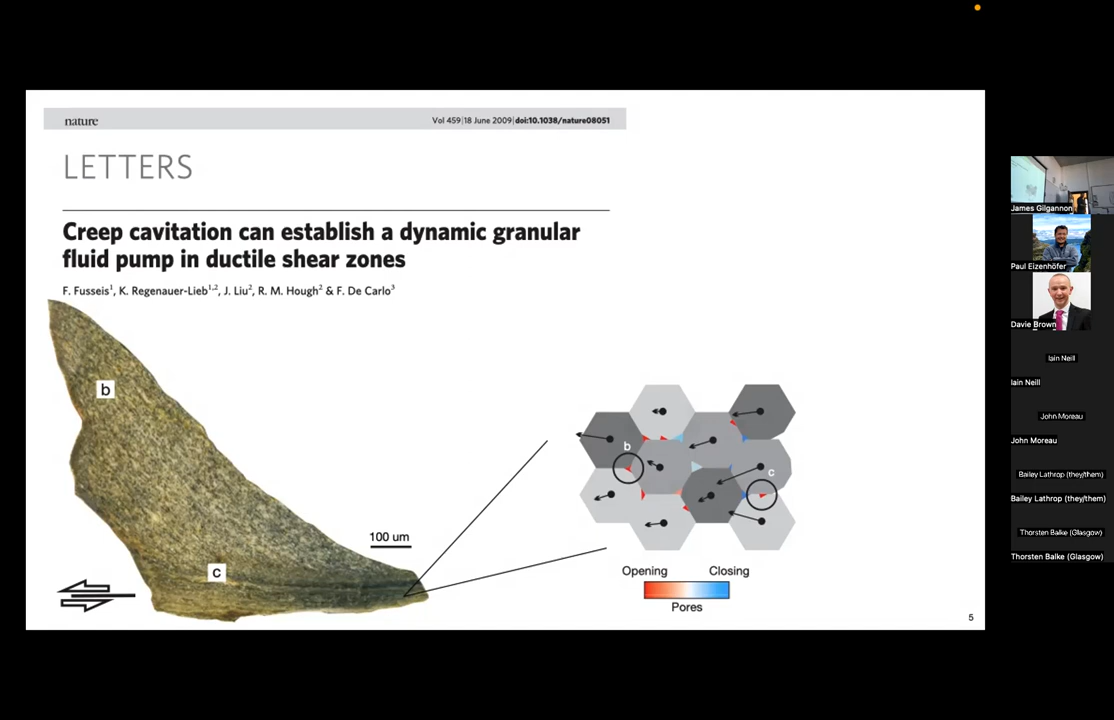 nature
Vol 459|18 June 2009|doi:10.1038/nature08051
LETTERS
Creep cavitation can establish a dynamic granular
fluid pump in ductile shear zones
F. Fusseis1, K. Regenauer-Lieb1,2, J. Liu2, R. M. Hough2 & F. De Carlo3
b
c
100 um
b
c
Opening
Closing
Pores
5
James Gilgannon
Paul Eizenhöfer
Davie Brown
Iain Neill
Iain Neill
John Moreau
John Moreau
Bailey Lathrop (they/them)
Bailey Lathrop (they/them)
Thorsten Balke (Glasgow)
Thorsten Balke (Glasgow)